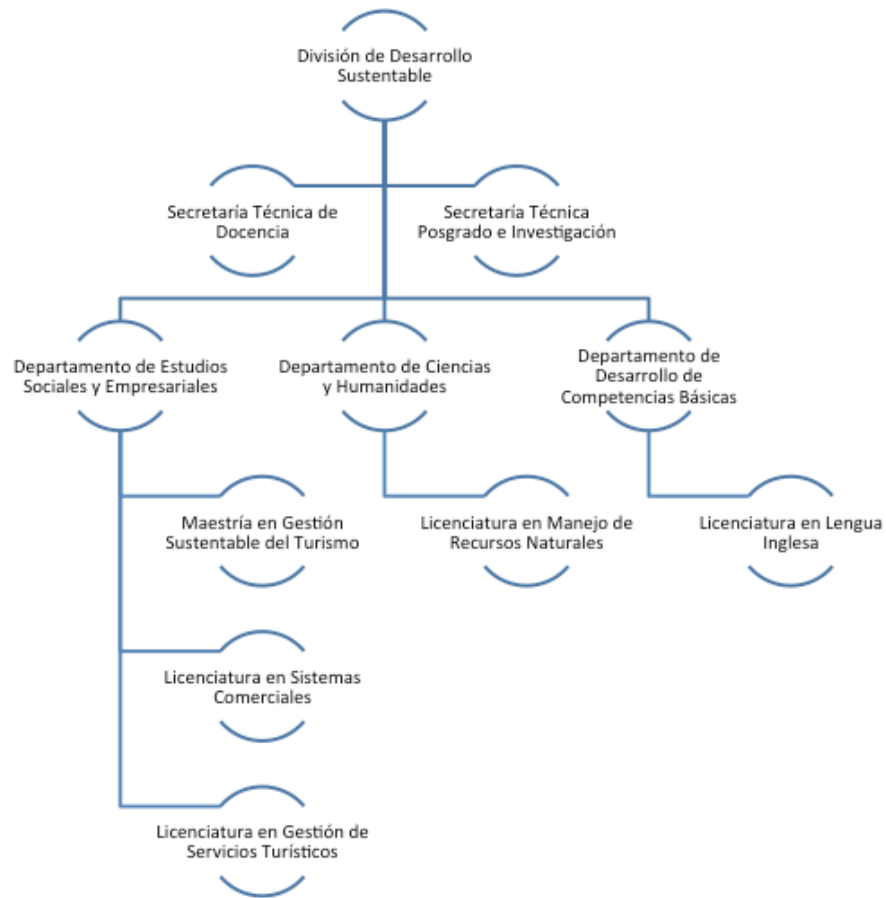 División de Desarrollo
Sustentable
Secretaría Técnica de
Docencia
Secretaría Técnica
Posgrado e Investigación
Departamento de Estudios
Sociales y Empresariales
Departamento de Ciencias
y Humanidades
Departamento de
Desarrollo de
Competencias Básicas
Maestría en Gestión
Sustentable del Turismo
Licenciatura en Manejo de
Recursos Naturales
Licenciatura en Lengua
Inglesa
Licenciatura en Sistemas
Comerciales
Licenciatura en Gestión de
Servicios Turísticos